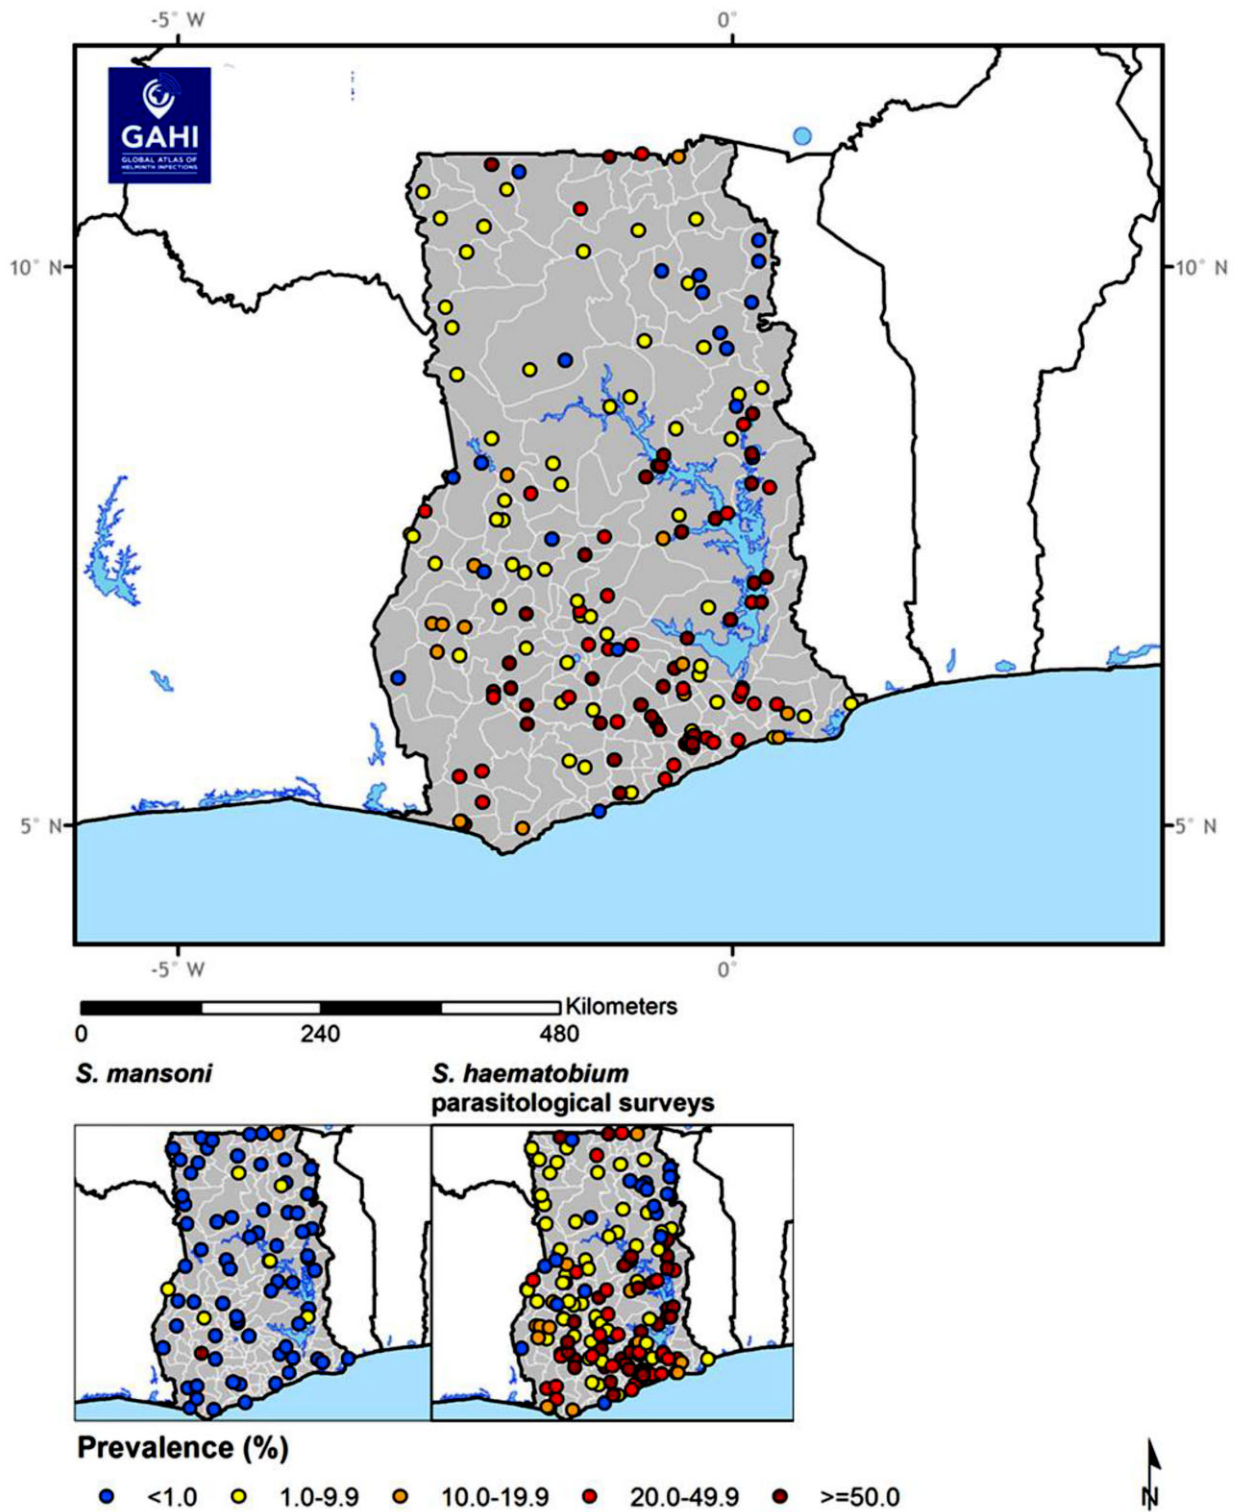 -5° W 0°
GAHI
GLOBAL ATLAS OF
HELMINTH INFECTIONS
10° N 10° N
5° N 5° N
-5° W 0°
Kilometers
0 240 480
S. mansoni S. haematobium
parasitological surveys
Prevalence (%)
<1.0 1.0-9.9 10.0-19.9 20.0-49.9 >=50.0
N